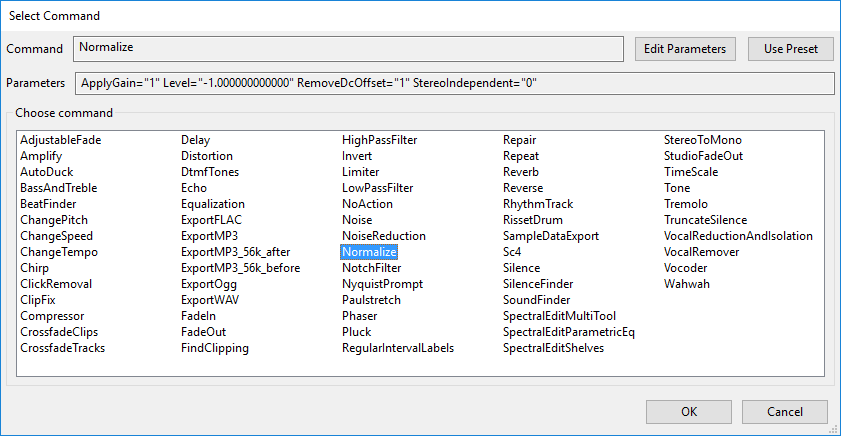 Select Command
Command Normalize Edit Parameters Use Preset
Parameters ApplyGain="1" Level="-1.000000000000" RemoveDcOffset="1" StereoIndependent="0"
Choose command
AdjustableFade Delay HighPassFilter Repair StereoToMono
Amplify Distortion Invert Repeat StudioFadeOut
AutoDuck DtmfTones Limiter Reverb TimeScale
BassAndTreble Echo LowPassFilter Reverse Tone
BeatFinder Equalization NoAction RhythmTrack Tremolo
ChangePitch ExportFLAC Noise RissetDrum TruncateSilence
ChangeSpeed ExportMP3 NoiseReduction SampleDataExport VocalReductionAndIsolation
ChangeTempo ExportMP3_56k_after Normalize Sc4 VocalRemover
Chirp ExportMP3_56k_before NotchFilter Silence Vocoder
ClickRemoval ExportOgg NyquistPrompt SilenceFinder Wahwah
ClipFix ExportWAV Paulstretch SoundFinder
Compressor FadeIn Phaser SpectralEditMultiTool
CrossfadeClips FadeOut Pluck SpectralEditParametricEq
CrossfadeTracks FindClipping RegularIntervalLabels SpectralEditShelves
OK Cancel